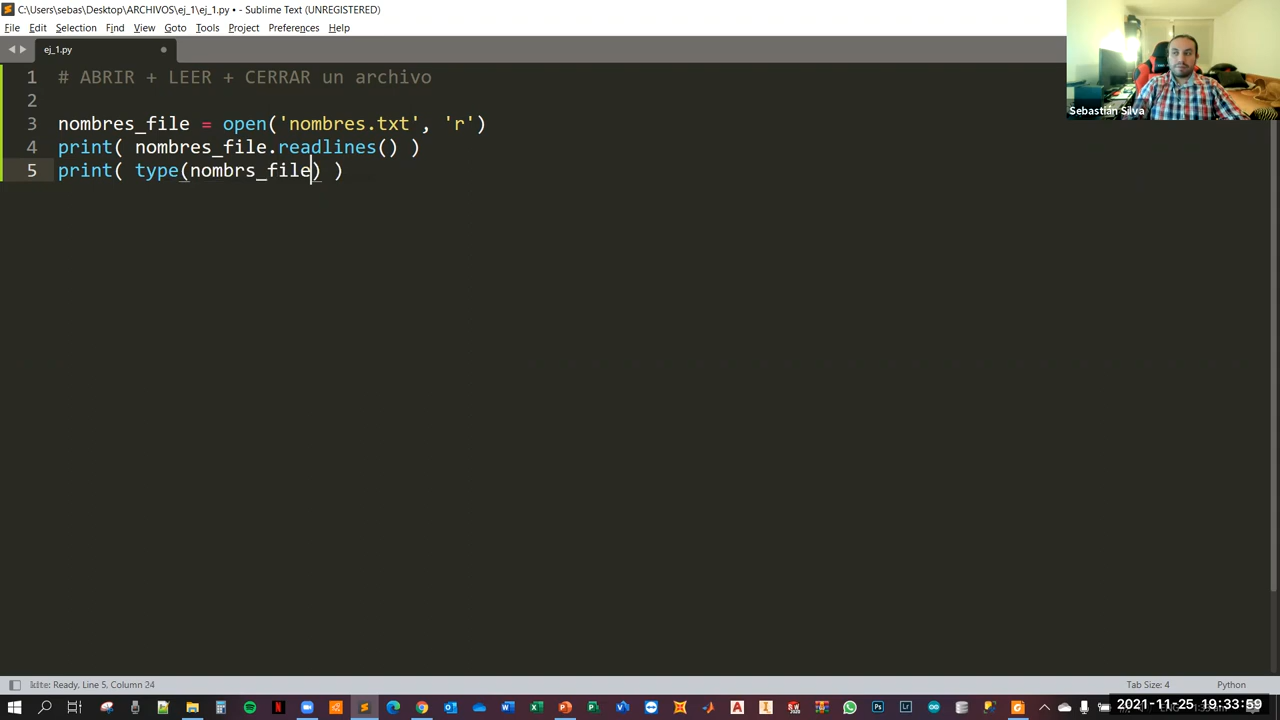 C:\Users\sebas\Desktop\ARCHIVOS\ej_1\ej_1.py • - Sublime Text (UNREGISTERED)
File Edit Selection Find View Goto Tools Project Preferences Help
ej_1.py
Sebastián Silva
1 # ABRIR + LEER + CERRAR un archivo
2
3 nombres_file = open('nombres.txt', 'r')
4 print( nombres_file.readlines() )
5 print( type(nombrs_file) )
Ready, Line 5, Column 24
Tab Size: 4
Python
2021-11-25 19:33:59